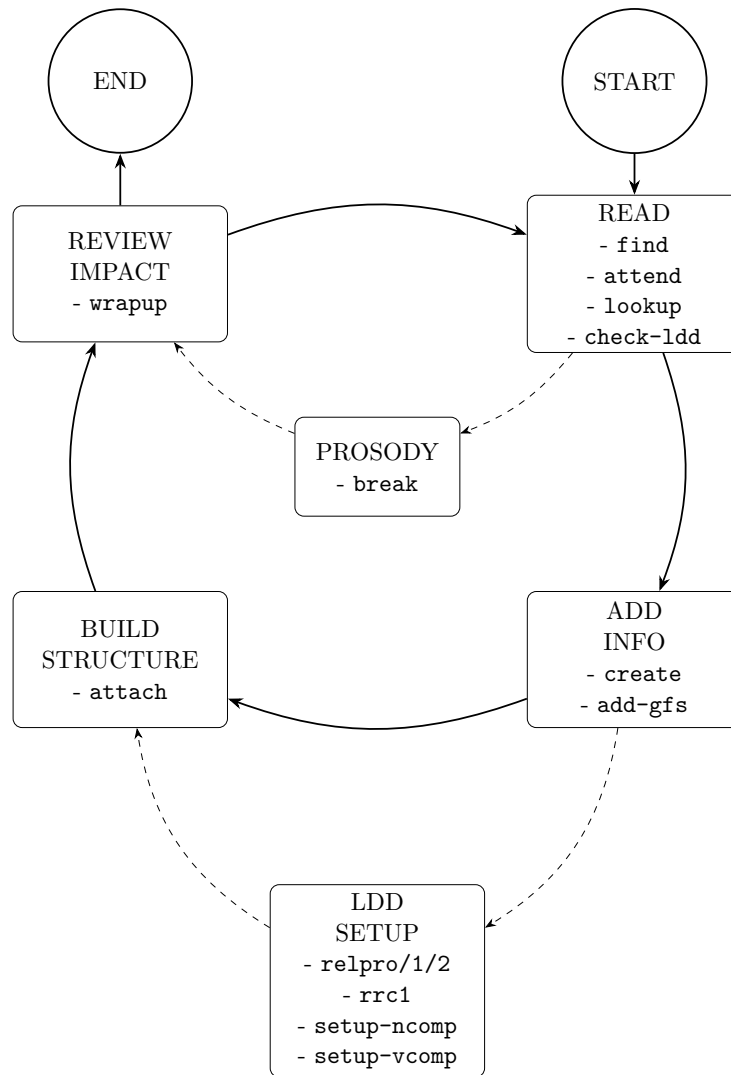 END
START
REVIEW
IMPACT
- wrapup
READ
- find
- attend
- lookup
- check-ldd
PROSODY
- break
BUILD
STRUCTURE
- attach
ADD
INFO
- create
- add-gfs
LDD
SETUP
- relpro/1/2
- rrc1
- setup-ncomp
- setup-vcomp